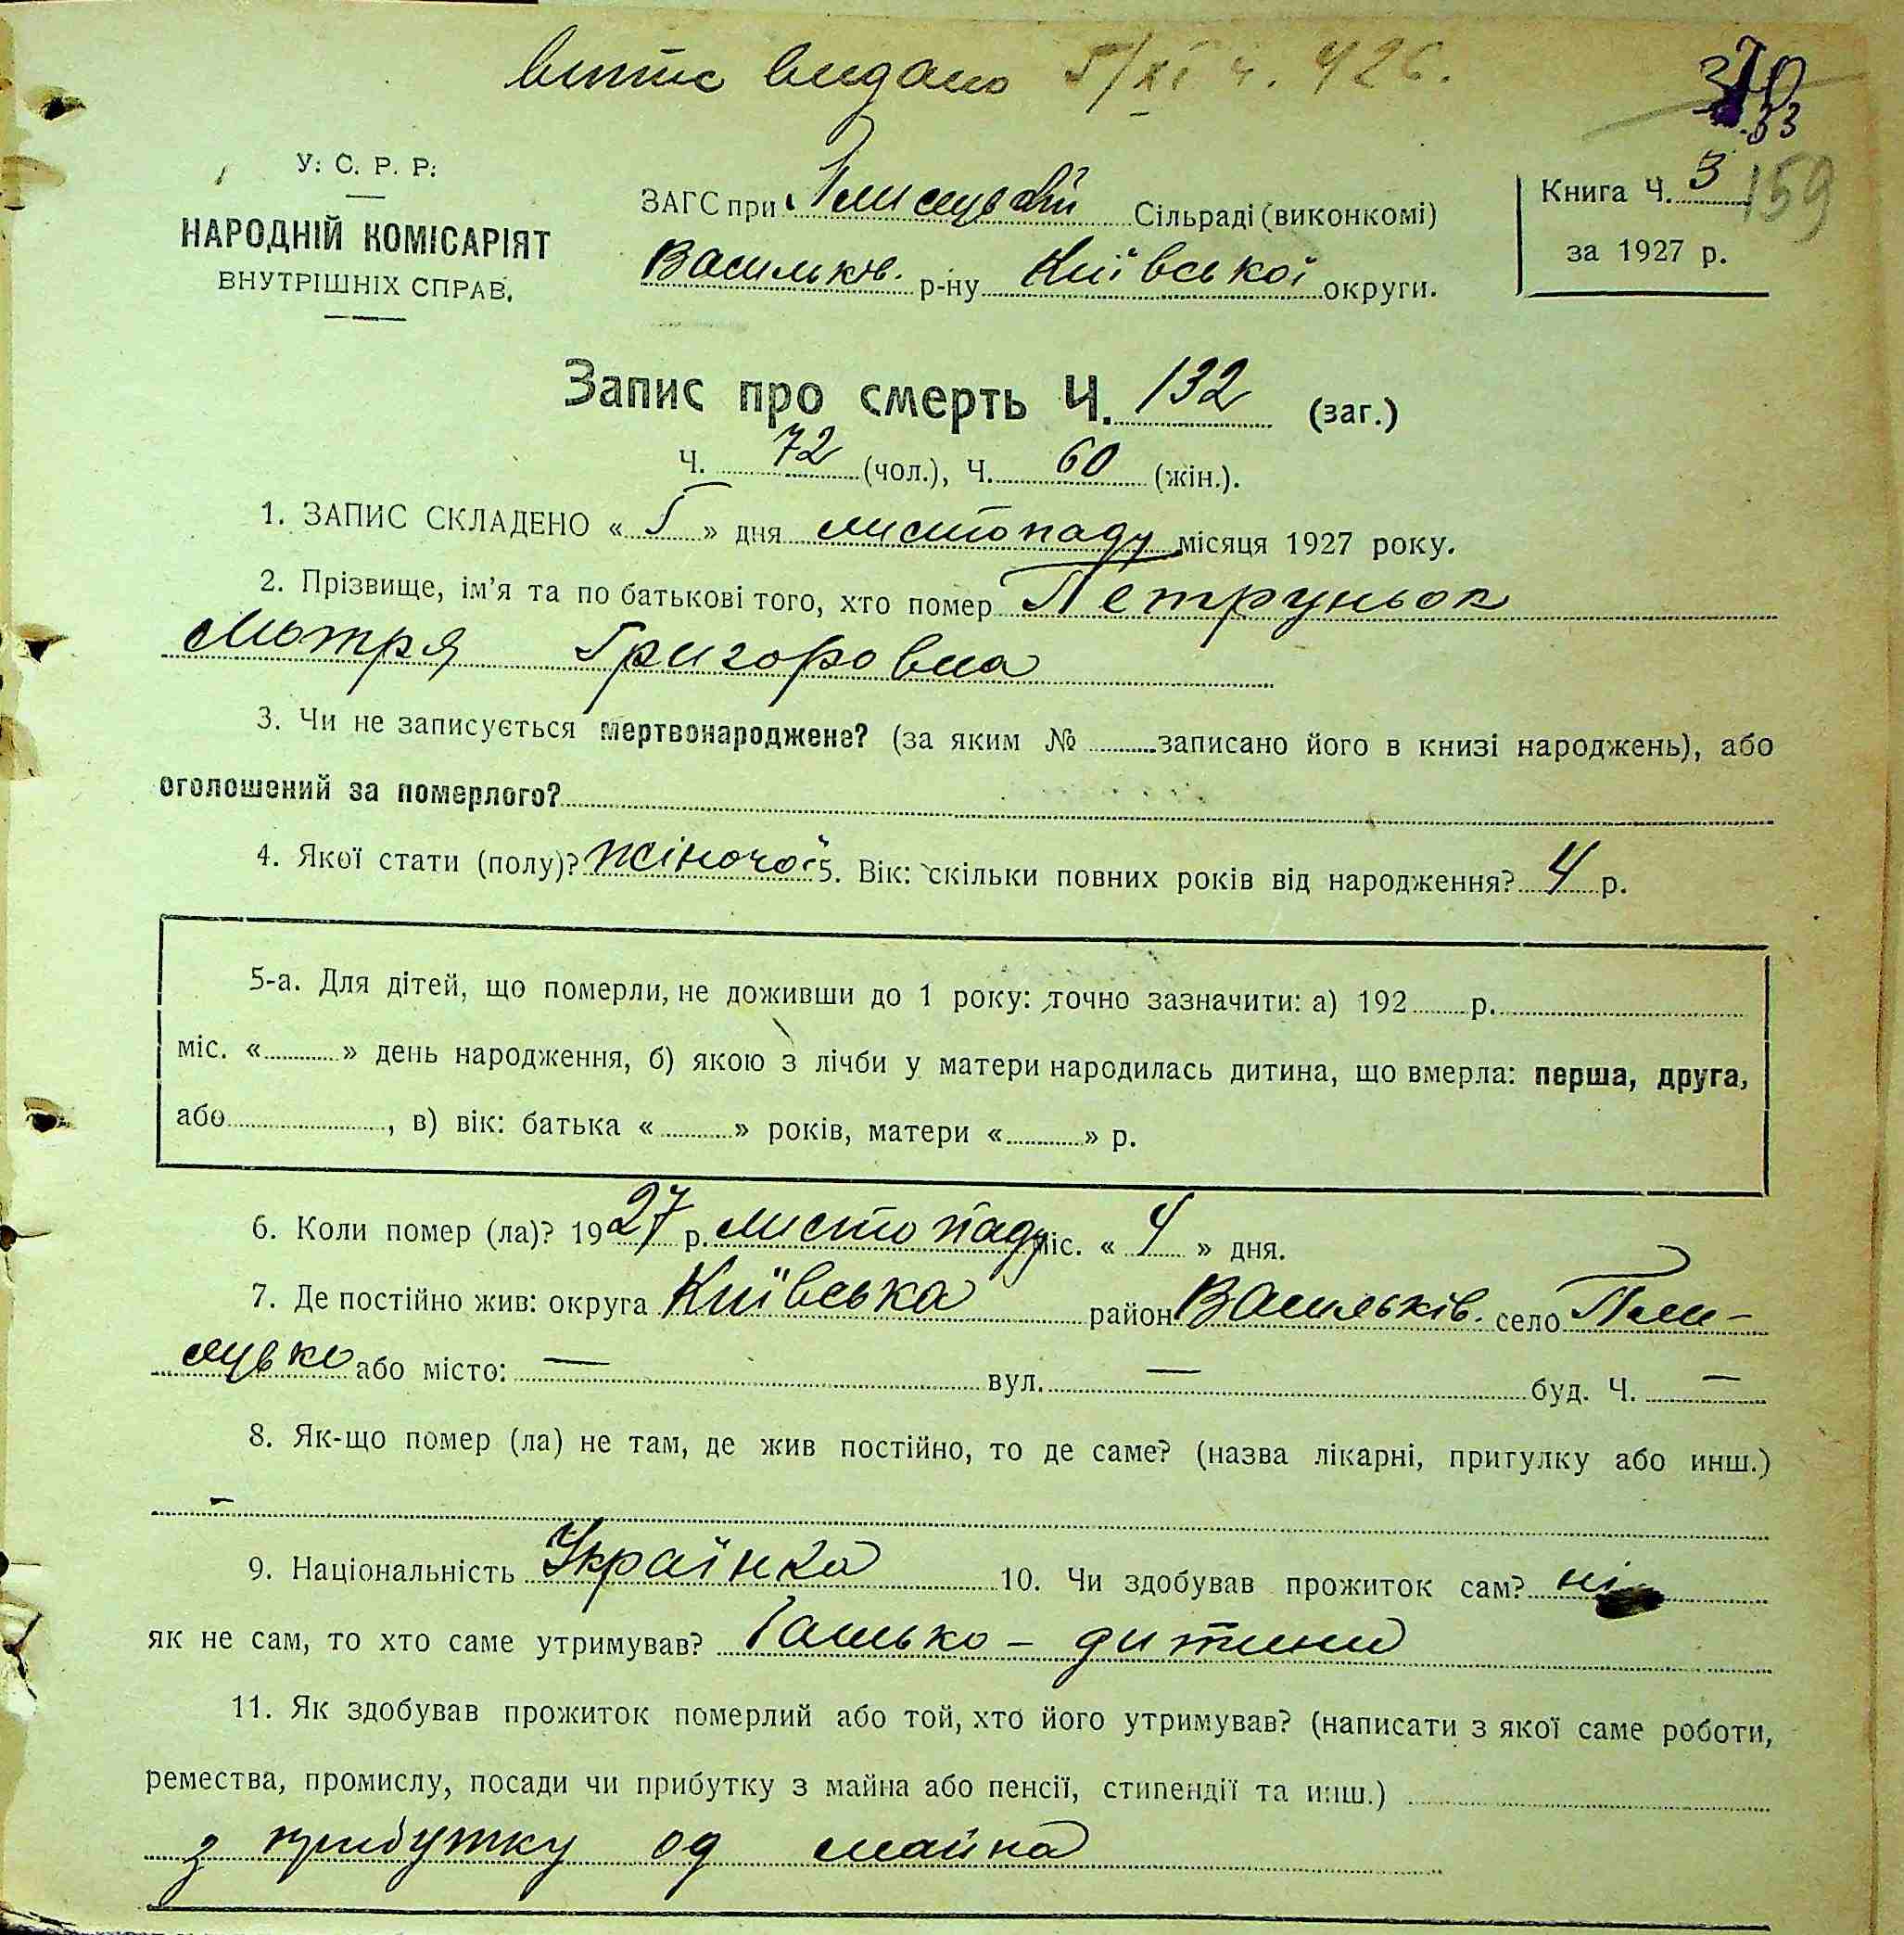 витяг видано 5/XI ч. 426.
33
У. С. Р. Р.
НАРОДНІЙ КОМІСАРІЯТ
ВНУТРІШНІХ СПРАВ.
ЗАГС при Плисецькій Сільраді (виконкомі)
Васильків. р-ну Київської округи.
Книга Ч. 3
159
за 1927 р.
Запис про смерть Ч. 132 (заг.)
Ч. 72 (чол.), Ч. 60 (жін.).
1. ЗАПИС СКЛАДЕНО « 5 » дня листопаду місяця 1927 року.
2. Прізвище, ім'я та по батькові того, хто помер Петруньок
Мотря Григоровна
3. Чи не записується мертвонароджене? (за яким № записано його в книзі народжень), або
оголошений за померлого?
4. Якої стати (полу)? жіночої 5. Вік: скільки повних років від народження? 4 р.
5-а. Для дітей, що померли, не доживши до 1 року: точно зазначити: а) 192 р.
міс. « » день народження, б) якою з лічби у матери народилась дитина, що вмерла: перша, друга,
або , в) вік: батька « » років, матери « » р.
6. Коли помер (ла)? 1927 р. листопаду міс. « 4 » дня.
7. Де постійно жив: округа Київська район Васильків. село
або місто: — вул. — буд. Ч. —
8. Як-що помер (ла) не там, де жив постійно, то де саме? (назва лікарні, притулку або инш.)
–
9. Національність Українка 10. Чи здобував прожиток сам? ні
як не сам, то хто саме утримував? Батько – дитини
11. Як здобував прожиток померлий або той, хто його утримував? (написати з якої саме роботи,
ремества, промислу, посади чи прибутку з майна або пенсії, стипендії та инш.)
з прибутку од майна